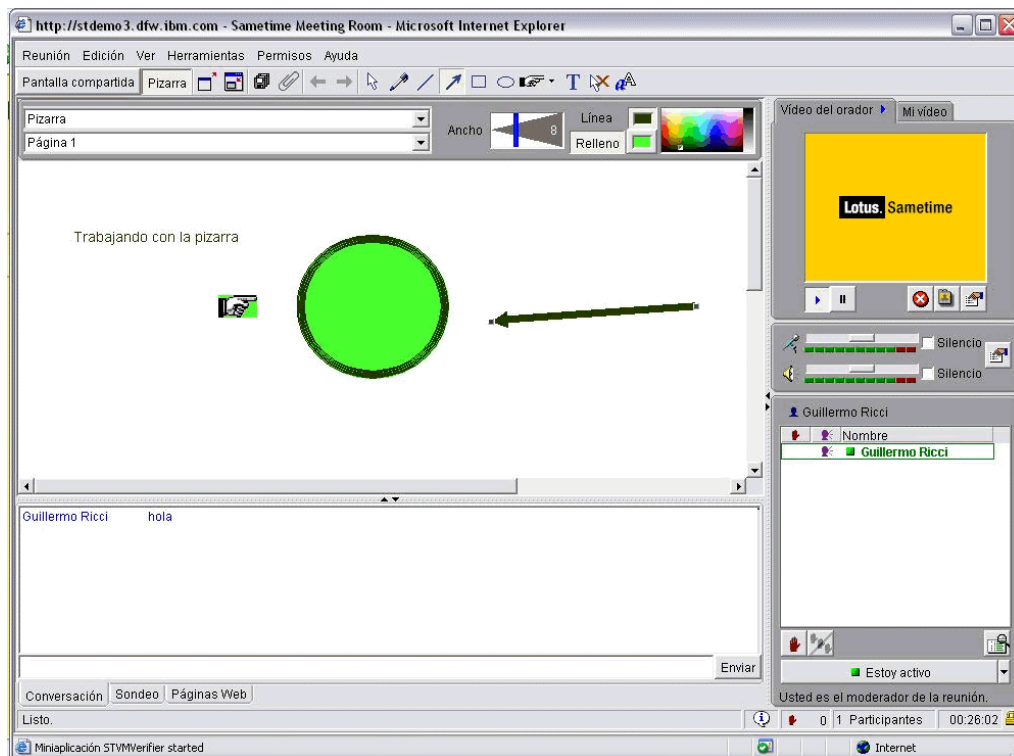 http://stdemo3.dfw.ibm.com - Sametime Meeting Room - Microsoft Internet Explorer
Reunión Edición Ver Herramientas Permisos Ayuda
Pantalla compartida Pizarra T aA
Pizarra
Página 1
Ancho 8
Línea
Relleno
Trabajando con la pizarra
Guillermo Ricci hola
Enviar
Conversación Sondeo Páginas Web
Listo.
Vídeo del orador Mi vídeo
Lotus. Sametime
Silencio
Silencio
Guillermo Ricci
Nombre
Guillermo Ricci
Estoy activo
Usted es el moderador de la reunión.
0 1 Participantes 00:26:02
Miniaplicación STVMVerifier started Internet